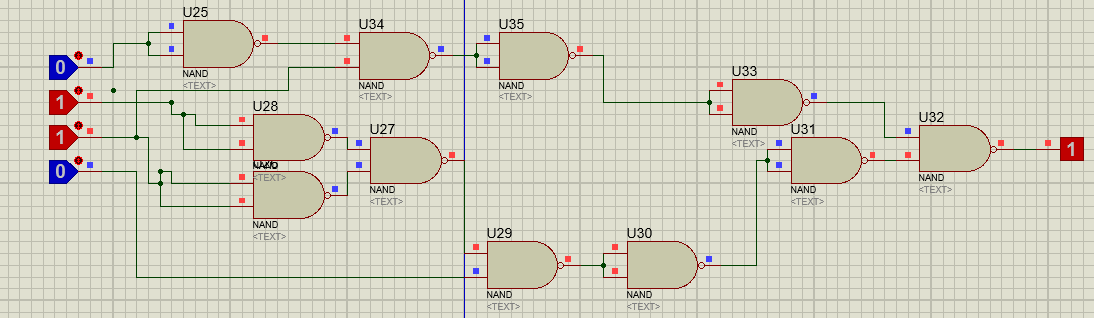 U25
NAND
<TEXT>
U34
NAND
<TEXT>
U35
NAND
<TEXT>
0
1
1
0
U28
NAND
<TEXT>
U27
NAND
<TEXT>
NAND
<TEXT>
U33
NAND
<TEXT>
U31
NAND
<TEXT>
U32
NAND
<TEXT>
1
U29
NAND
<TEXT>
U30
NAND
<TEXT>